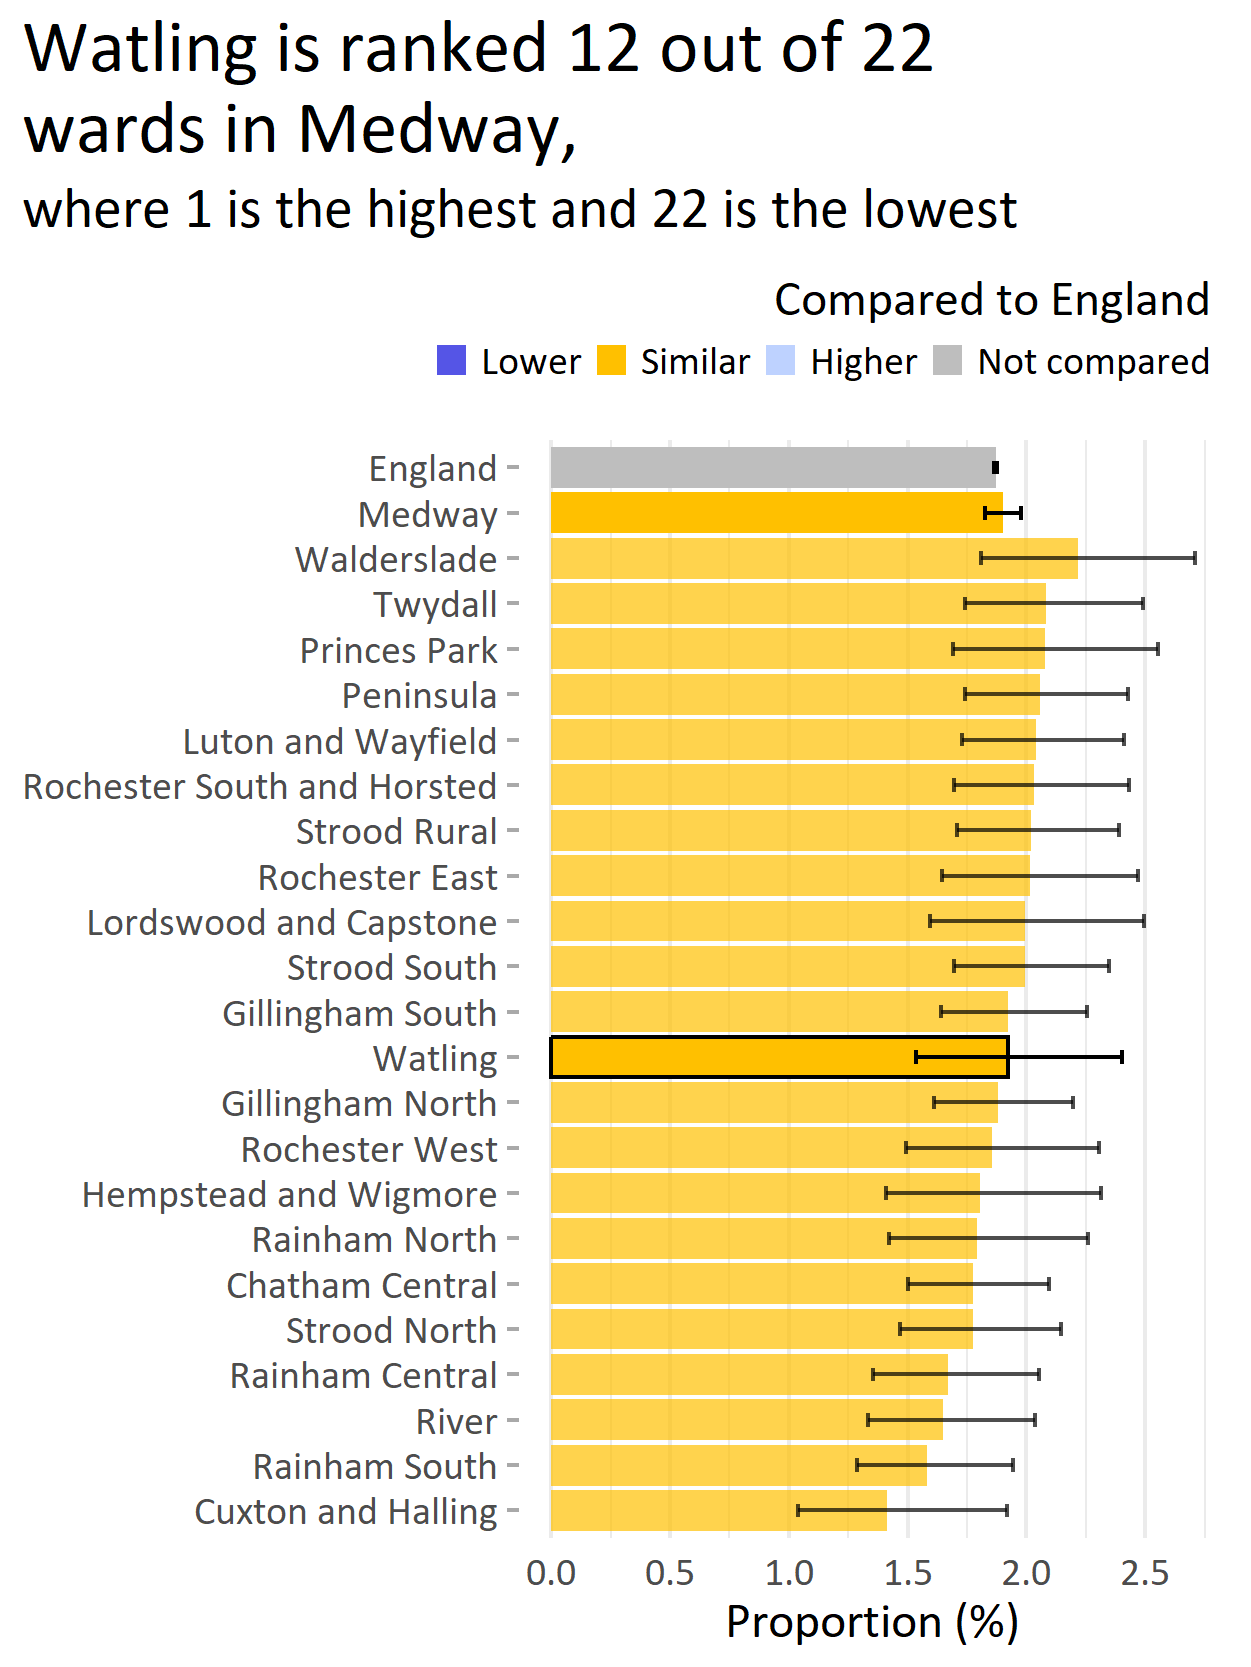 Watling is ranked 12 out of 22
wards in Medway,
where 1 is the highest and 22 is the lowest
Compared to England
Lower Similar Higher Not compared
England
Medway
Walderslade
Twydall
Princes Park
Peninsula
Luton and Wayfield
Rochester South and Horsted
Strood Rural
Rochester East
Lordswood and Capstone
Strood South
Gillingham South
Watling
Gillingham North
Rochester West
Hempstead and Wigmore
Rainham North
Chatham Central
Strood North
Rainham Central
River
Rainham South
Cuxton and Halling
0.0 0.5 1.0 1.5 2.0 2.5
Proportion (%)